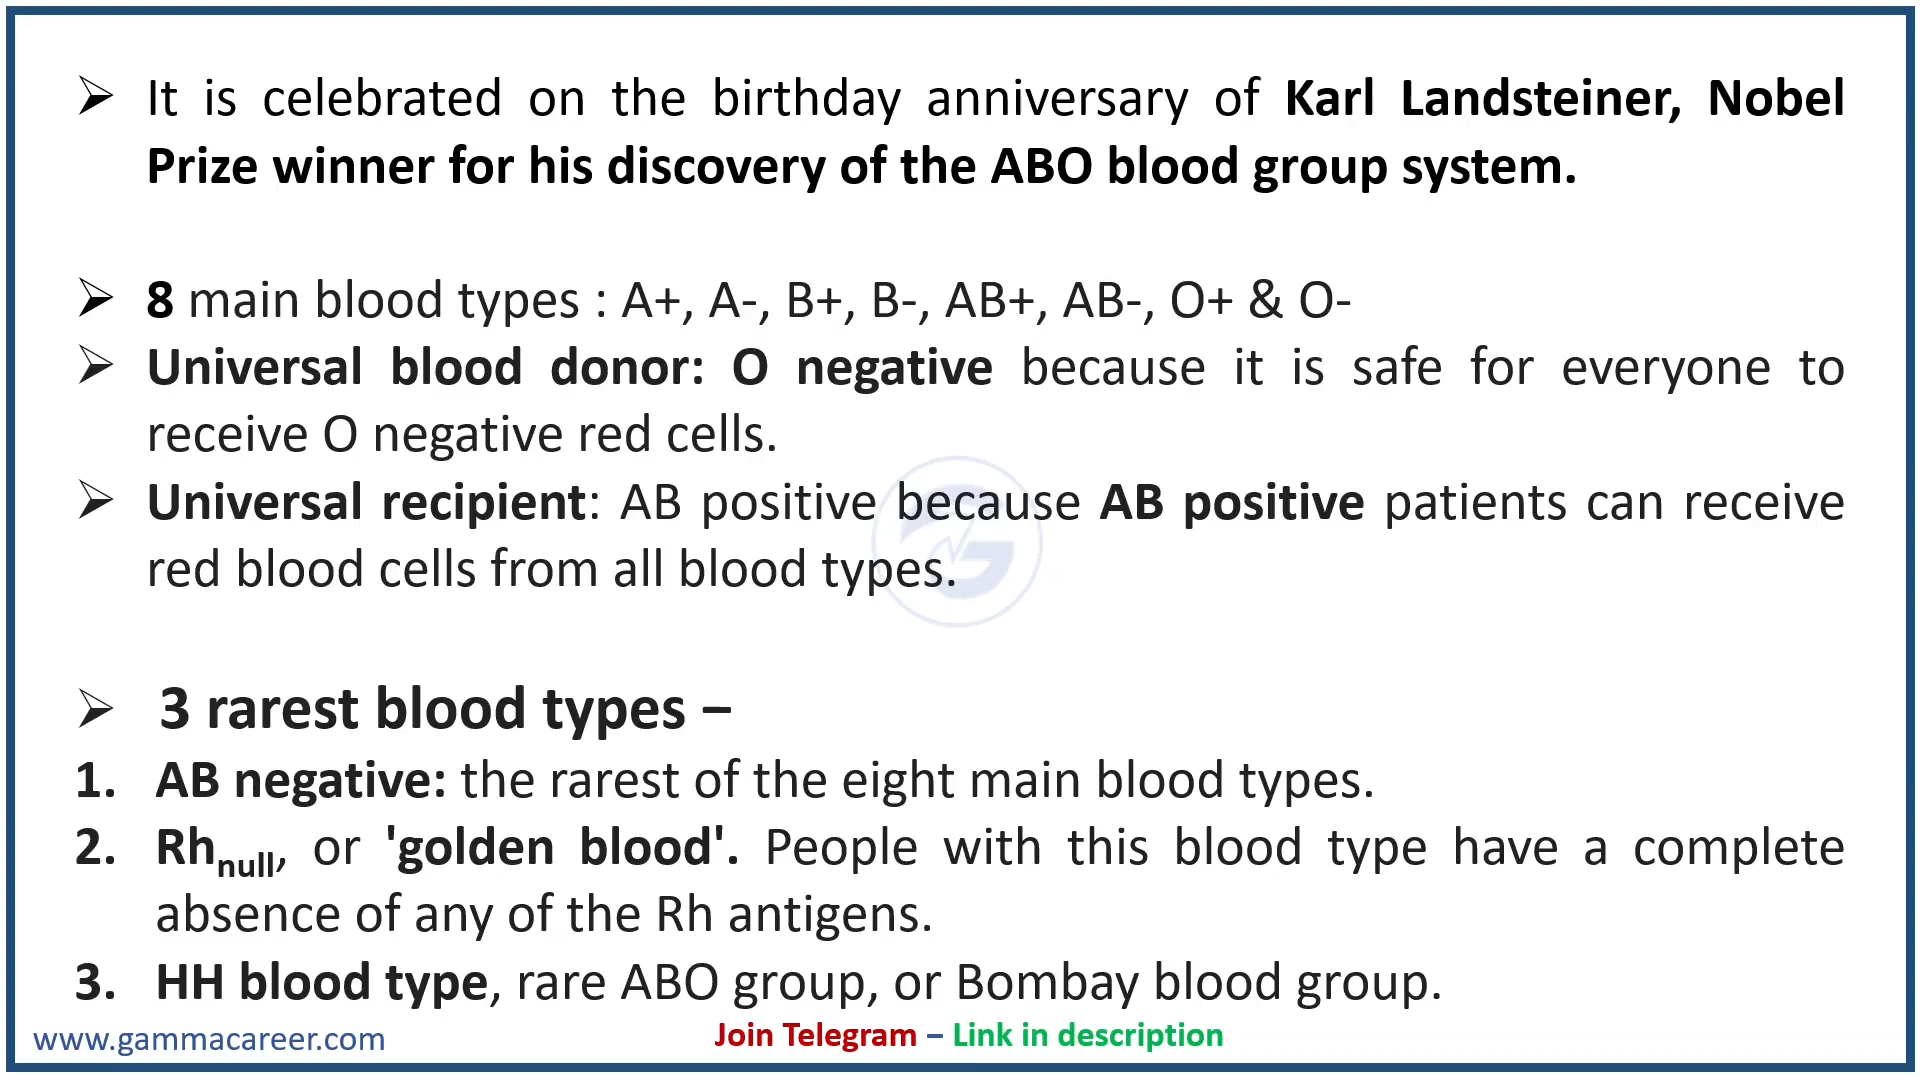 ➢ It is celebrated on the birthday anniversary of Karl Landsteiner, Nobel
Prize winner for his discovery of the ABO blood group system.
➢ 8 main blood types : A+, A-, B+, B-, AB+, AB-, O+ & O-
➢ Universal blood donor: O negative because it is safe for everyone to
receive O negative red cells.
➢ Universal recipient: AB positive because AB positive patients can receive
red blood cells from all blood types.
➢ 3 rarest blood types –
1. AB negative: the rarest of the eight main blood types.
2. Rhnull, or 'golden blood'. People with this blood type have a complete
absence of any of the Rh antigens.
3. HH blood type, rare ABO group, or Bombay blood group.
www.gammacareer.com
Join Telegram – Link in description